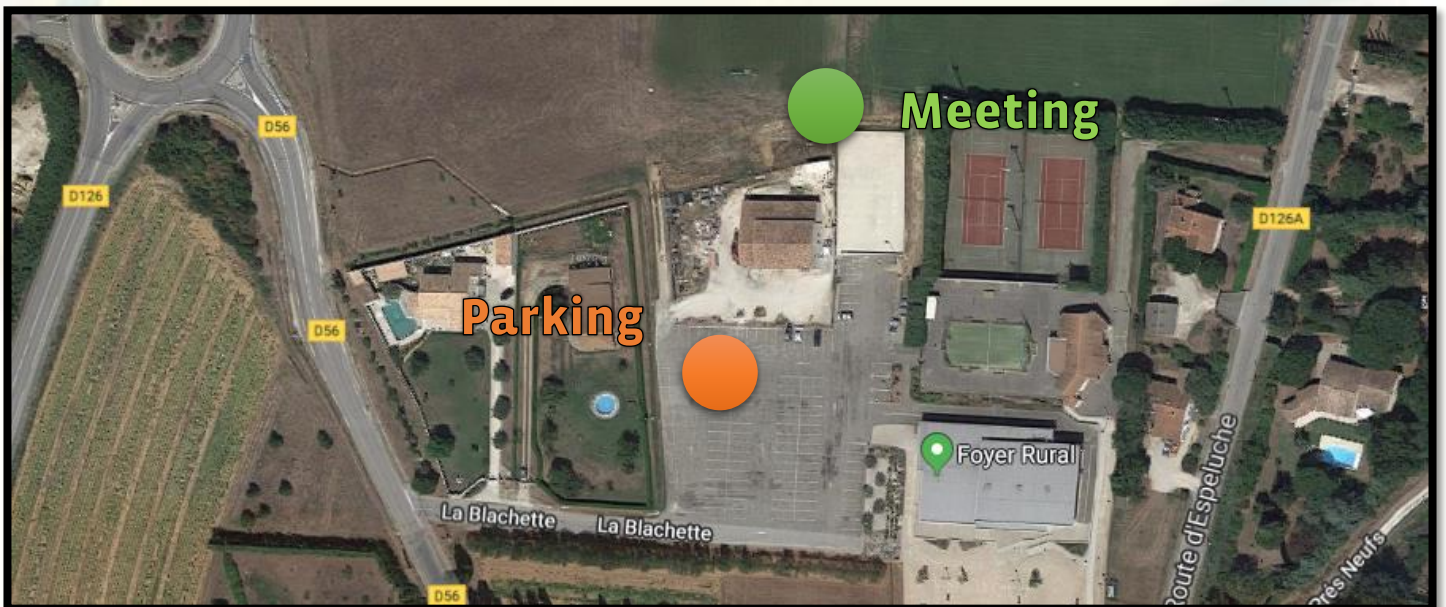 Meeting
D56
D126
D126A
Parking
D56
Foyer Rural
La Blachette
La Blachette
Route d'Espeluche
Prés Neufs
D56